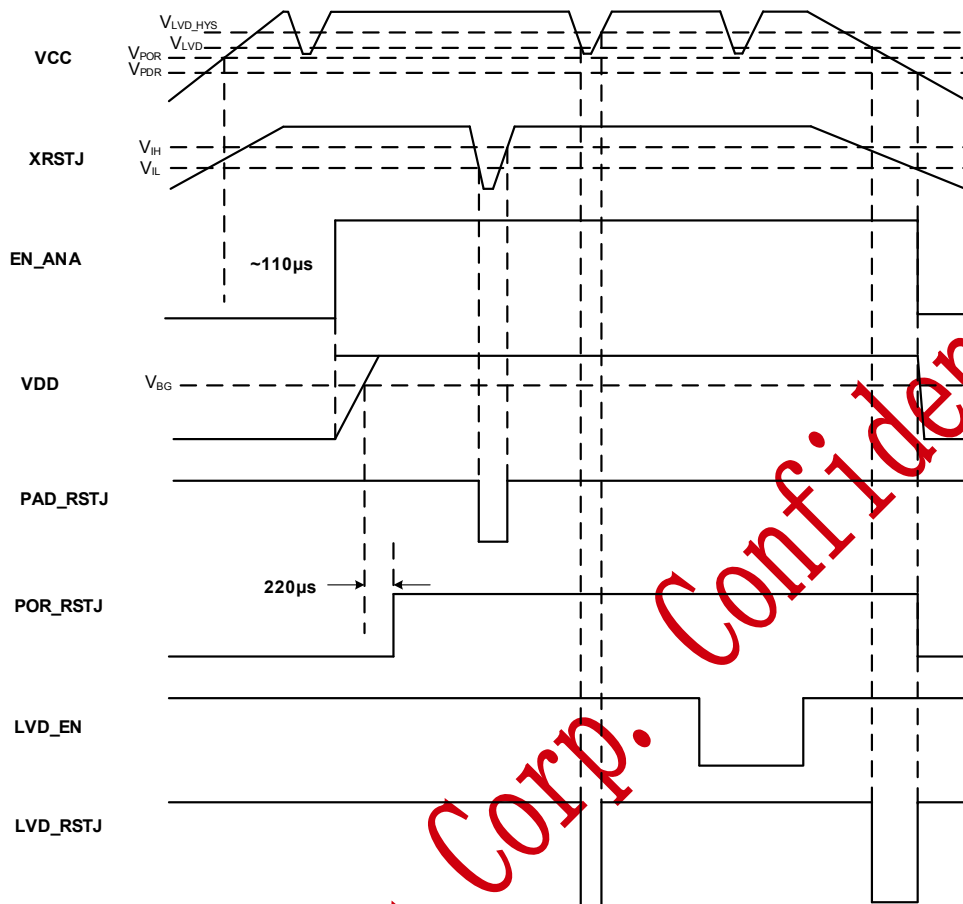 VLVD_HYS
VLVD
VCC
VPOR
VPDR
XRSTJ
VIH
VIL
EN_ANA
~110µs
VDD
VBG
PAD_RSTJ
220µs
POR_RSTJ
LVD_EN
LVD_RSTJ
Corp. Confiden